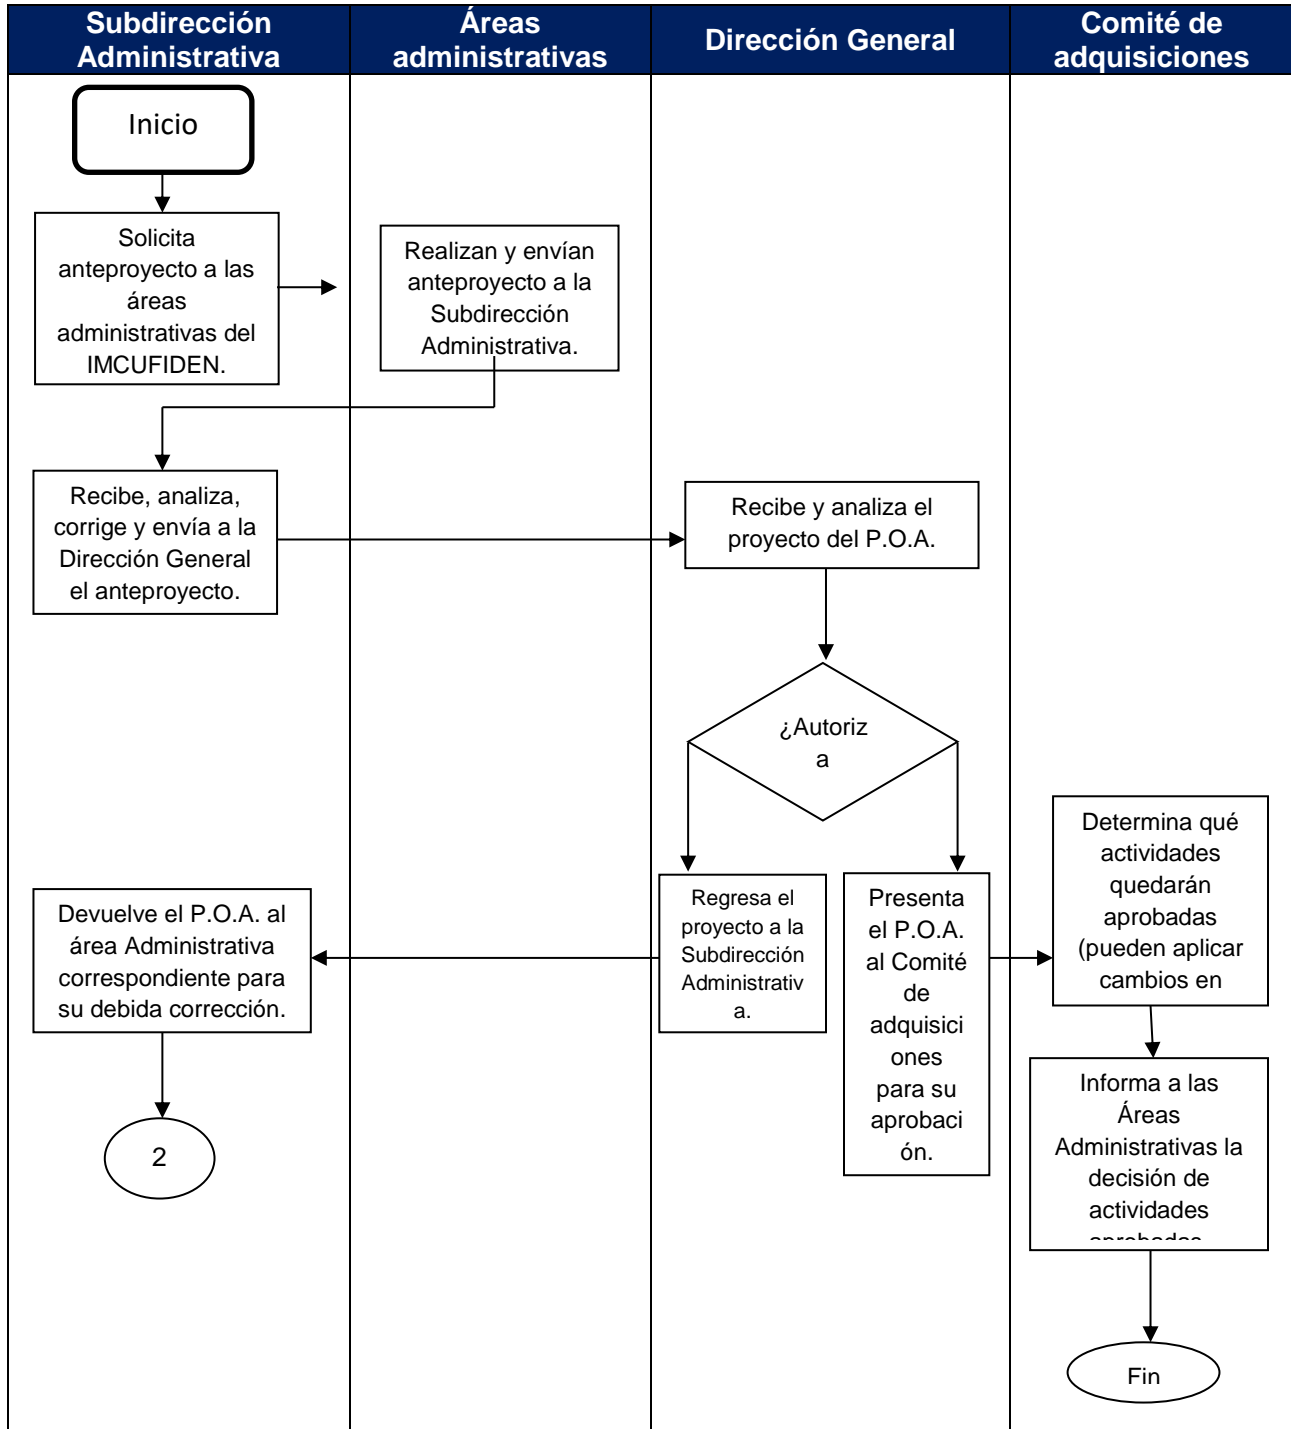 Subdirección
Administrativa
Áreas
administrativas
Dirección General
Comité de
adquisiciones
Inicio
Solicita
anteproyecto a las
áreas
administrativas del
IMCUFIDEN.
Realizan y envían
anteproyecto a la
Subdirección
Administrativa.
Recibe, analiza,
corrige y envía a la
Dirección General
el anteproyecto.
Recibe y analiza el
proyecto del P.O.A.
¿Autoriz
a
Regresa el
proyecto a la
Subdirección
Administrativ
a.
Presenta
el P.O.A.
al Comité
de
adquisici
ones
para su
aprobaci
ón.
Determina qué
actividades
quedarán
aprobadas
(pueden aplicar
cambios en
Devuelve el P.O.A. al
área Administrativa
correspondiente para
su debida corrección.
2
Informa a las
Áreas
Administrativas la
decisión de
actividades
Fin